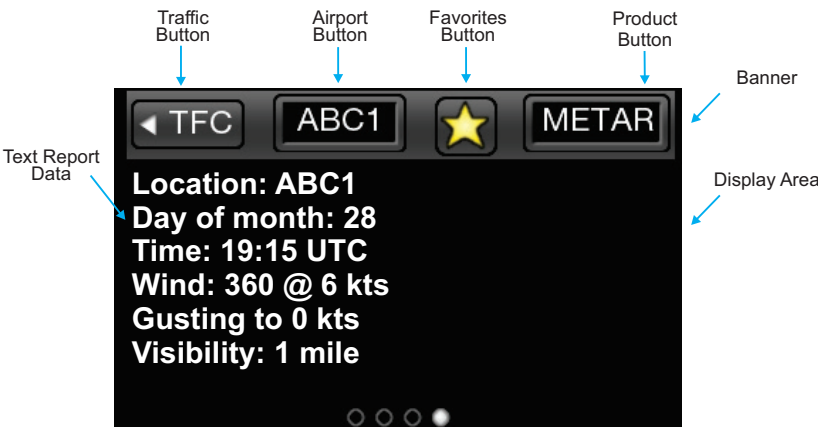 Traffic
Button
Airport
Button
Favorites
Button
Product
Button
Banner
TFC
ABC1
METAR
Text Report
Data
Display Area
Location: ABC1
Day of month: 28
Time: 19:15 UTC
Wind: 360 @ 6 kts
Gusting to 0 kts
Visibility: 1 mile